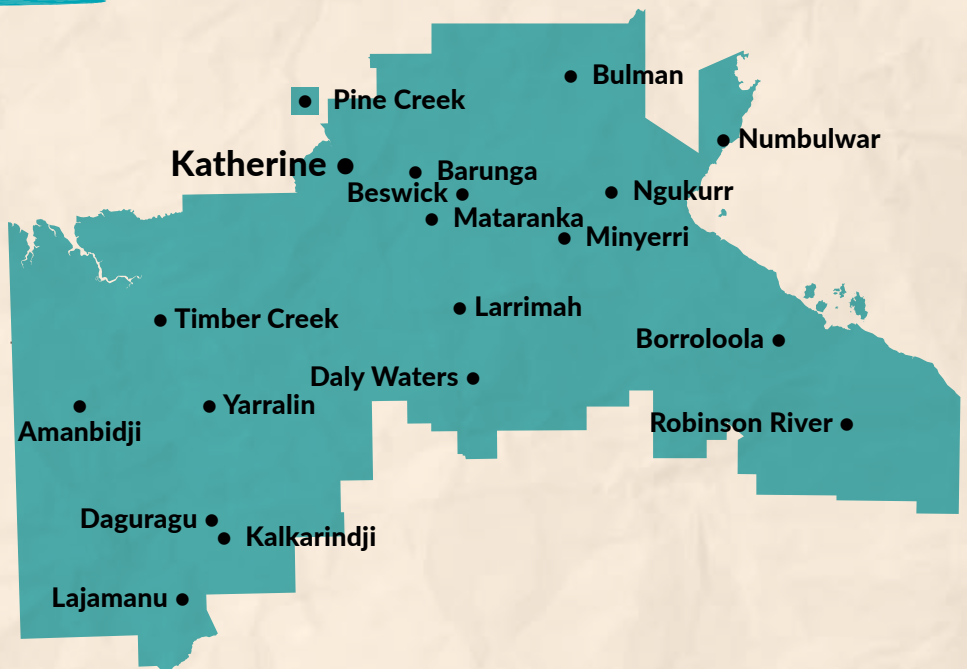 Bulman
Pine Creek
Numbulwar
Katherine
Barunga
Beswick
Ngukurr
Mataranka
Minyerri
Larrimah
Timber Creek
Borroloola
Daly Waters
Yarralin
Amanbidji
Robinson River
Daguragu
Kalkarindji
Lajamanu